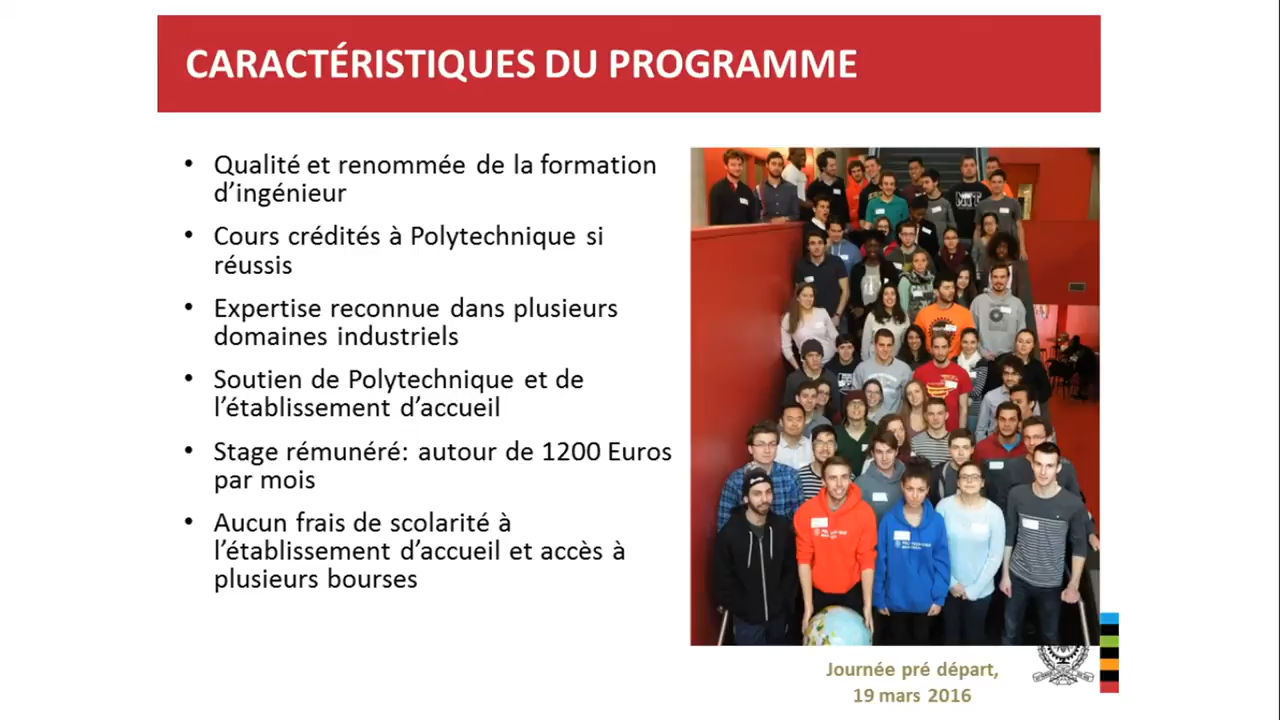 CARACTÉRISTIQUES DU PROGRAMME
• Qualité et renommée de la formation
d’ingénieur
• Cours crédités à Polytechnique si
réussis
• Expertise reconnue dans plusieurs
domaines industriels
• Soutien de Polytechnique et de
l’établissement d’accueil
• Stage rémunéré: autour de 1200 Euros
par mois
• Aucun frais de scolarité à
l’établissement d’accueil et accès à
plusieurs bourses
Journée pré départ,
19 mars 2016